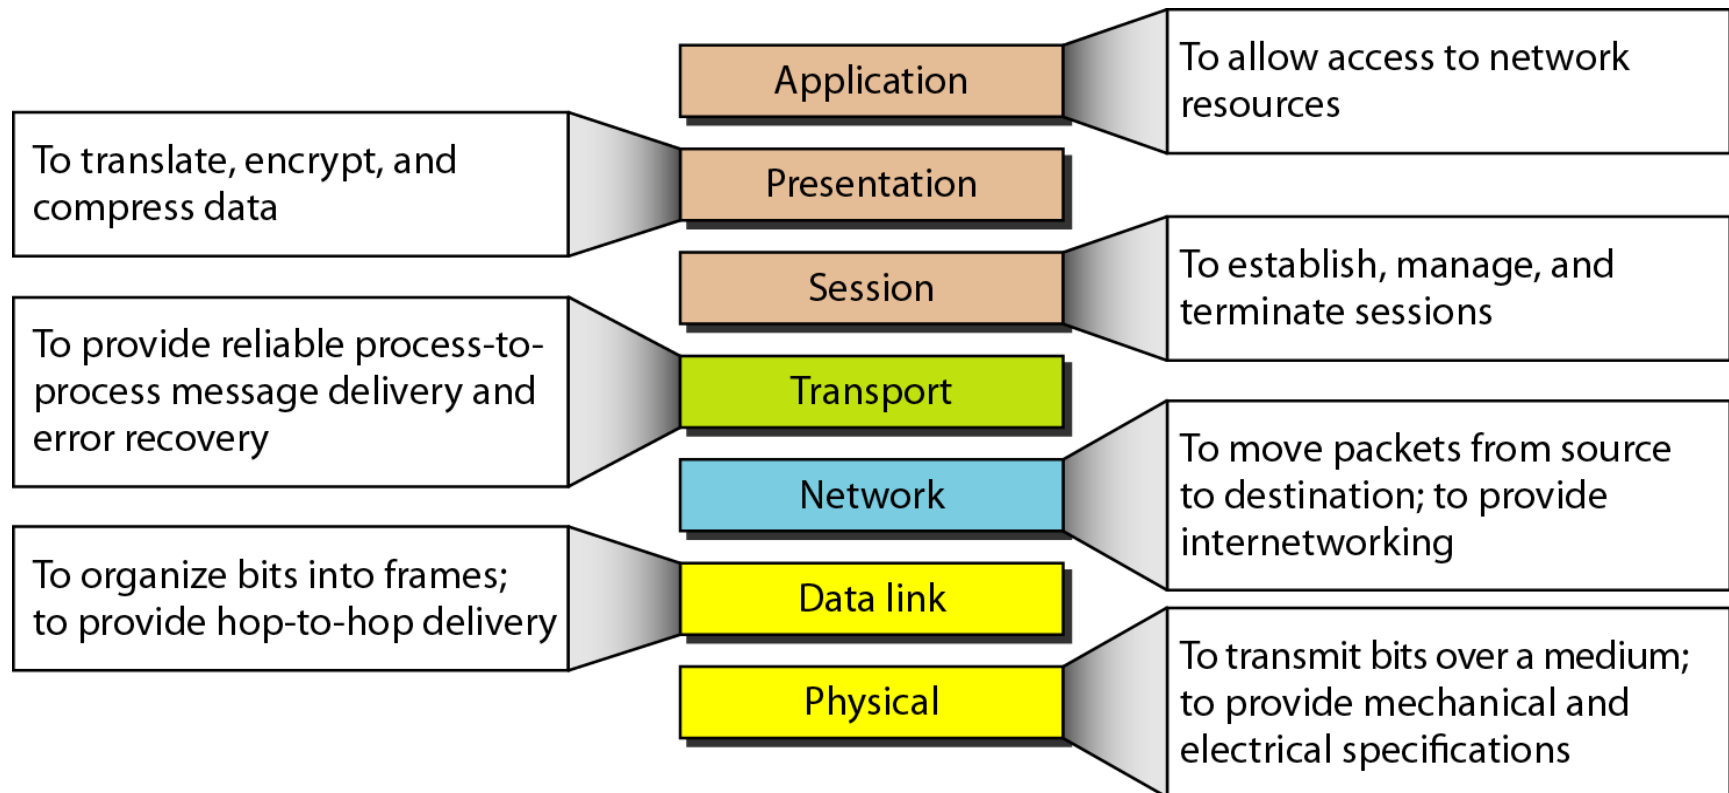 Application
To allow access to network
resources
To translate, encrypt, and
compress data
Presentation
Session
To establish, manage, and
terminate sessions
To provide reliable process-to-
process message delivery and
error recovery
Transport
Network
To move packets from source
to destination; to provide
internetworking
To organize bits into frames;
to provide hop-to-hop delivery
Data link
Physical
To transmit bits over a medium;
to provide mechanical and
electrical specifications